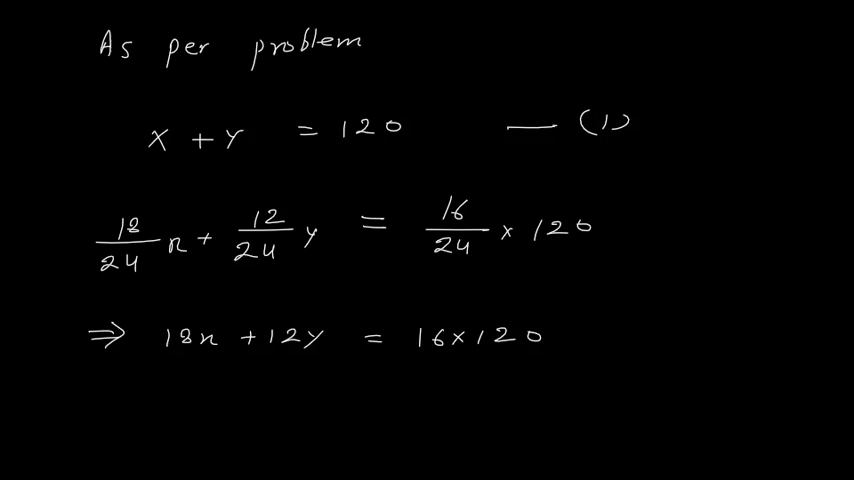 As per problem
x + y = 120 —— (1)
18/24 x + 12/24 y = 16/24 × 120
⇒ 18x + 12y = 16×120